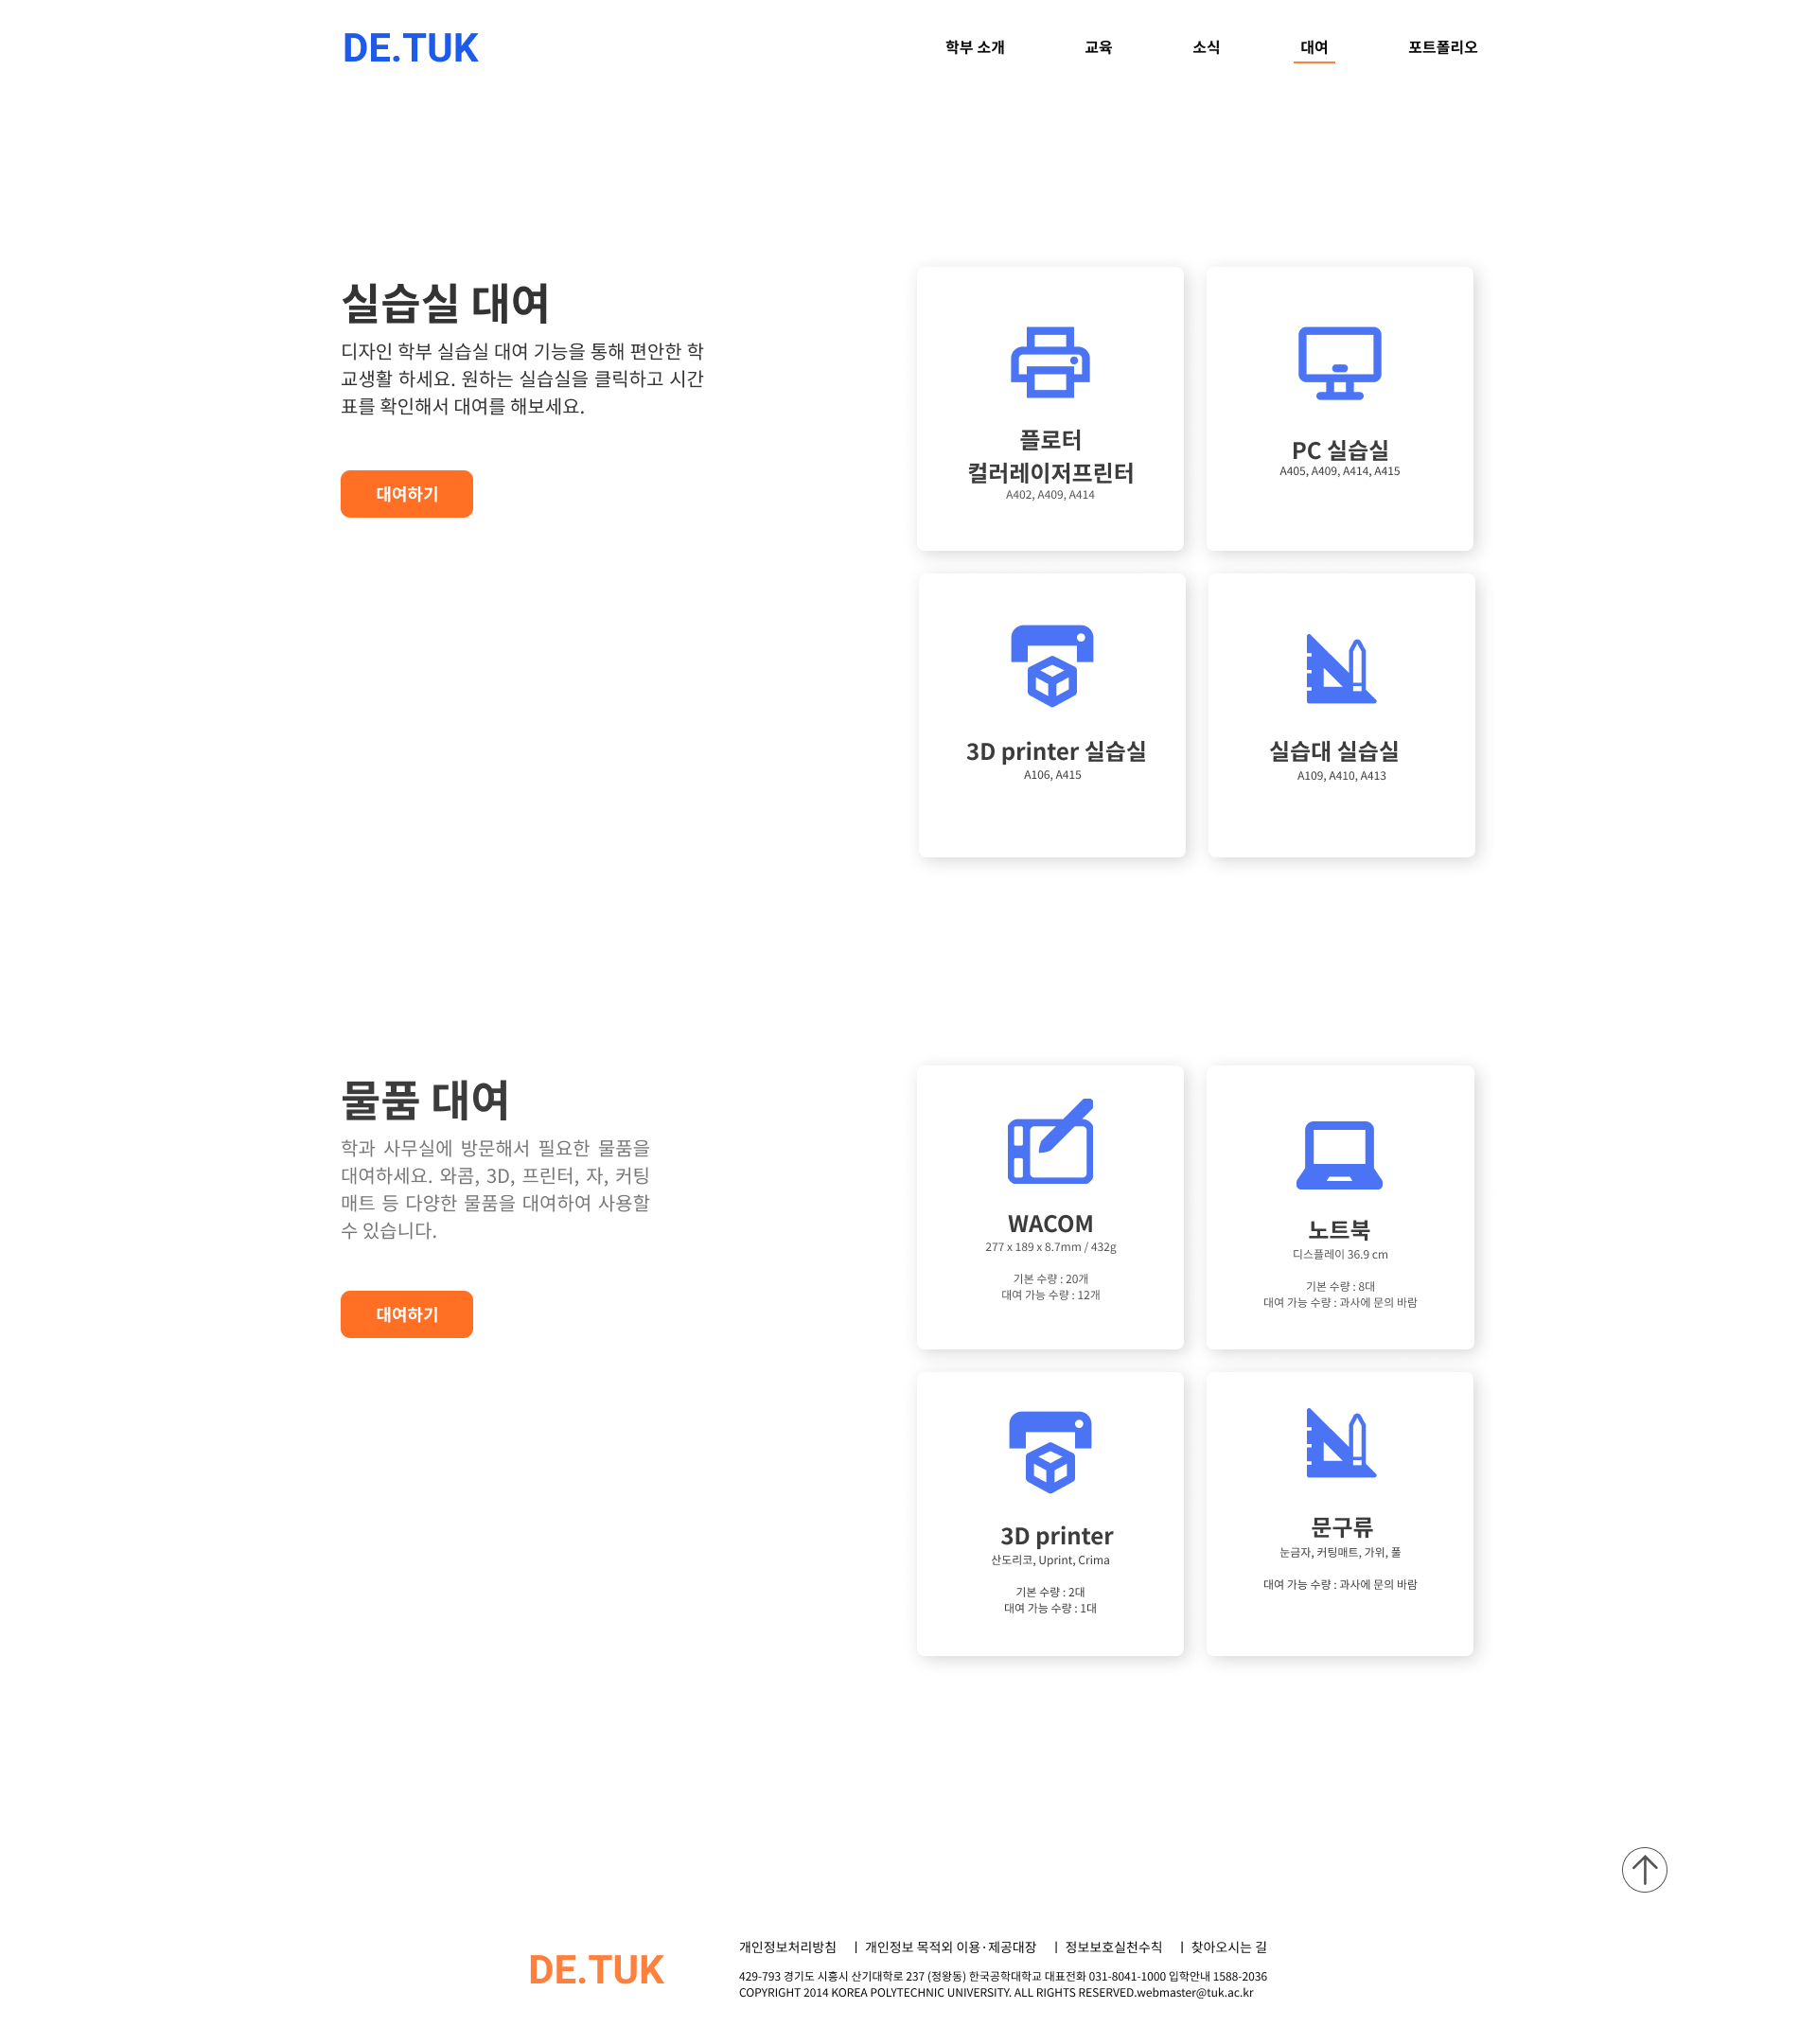 DE.TUK
학부 소개
교육
소식
대여
포트폴리오
실습실 대여
디자인 학부 실습실 대여 기능을 통해 편안한 학
교생활 하세요. 원하는 실습실을 클릭하고 시간
표를 확인해서 대여를 해보세요.
대여하기
플로터
컬러레이저프린터
A402, A409, A414
PC 실습실
A405, A409, A414, A415
3D printer 실습실
A106, A415
실습대 실습실
A109, A410, A413
물품 대여
학과 사무실에 방문해서 필요한 물품을
대여하세요. 와콤, 3D, 프린터, 자, 커팅
매트 등 다양한 물품을 대여하여 사용할
수 있습니다.
대여하기
WACOM
277 x 189 x 8.7mm / 432g
기본 수량 : 20개
대여 가능 수량 : 12개
노트북
디스플레이 36.9 cm
기본 수량 : 8대
대여 가능 수량 : 과사에 문의 바람
3D printer
산도리코, Uprint, Crima
기본 수량 : 2대
대여 가능 수량 : 1대
문구류
눈금자, 커팅매트, 가위, 풀
대여 가능 수량 : 과사에 문의 바람
DE.TUK
개인정보처리방침 | 개인정보 목적외 이용·제공대장 | 정보보호실천수칙 | 찾아오시는 길
429-793 경기도 시흥시 산기대학로 237 (정왕동) 한국공학대학교 대표전화 031-8041-1000 입학안내 1588-2036
COPYRIGHT 2014 KOREA POLYTECHNIC UNIVERSITY. ALL RIGHTS RESERVED.webmaster@tuk.ac.kr